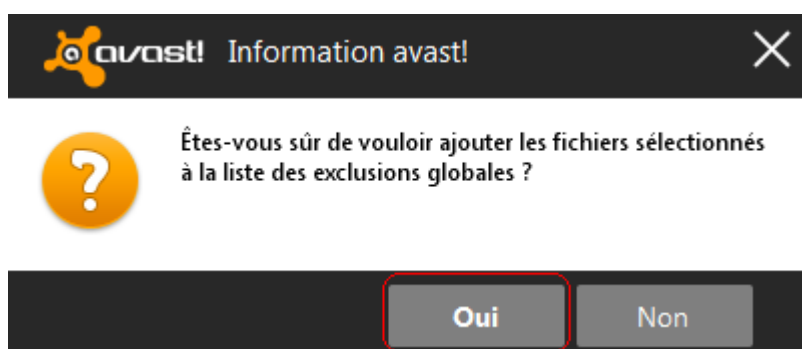 avast! Information avast!
Êtes-vous sûr de vouloir ajouter les fichiers sélectionnés
à la liste des exclusions globales ?
Oui Non